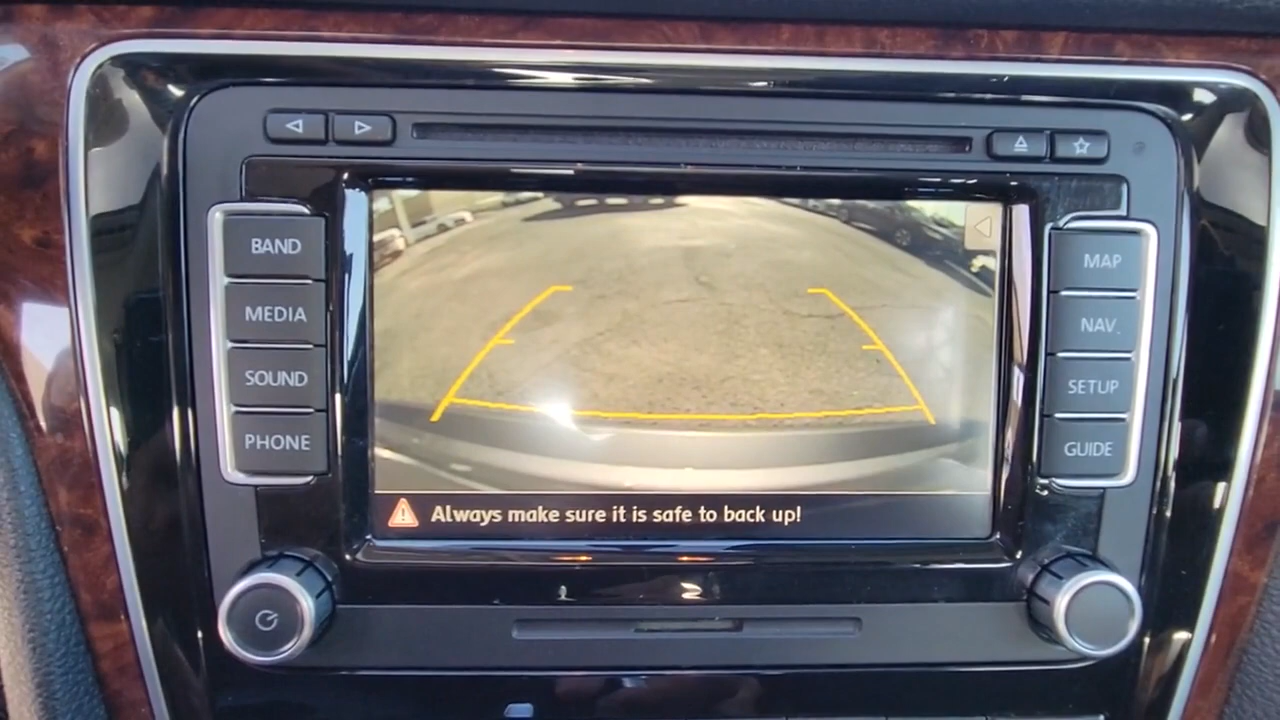 BAND
MEDIA
SOUND
PHONE
MAP
NAV
SETUP
GUIDE
Always make sure it is safe to back up!